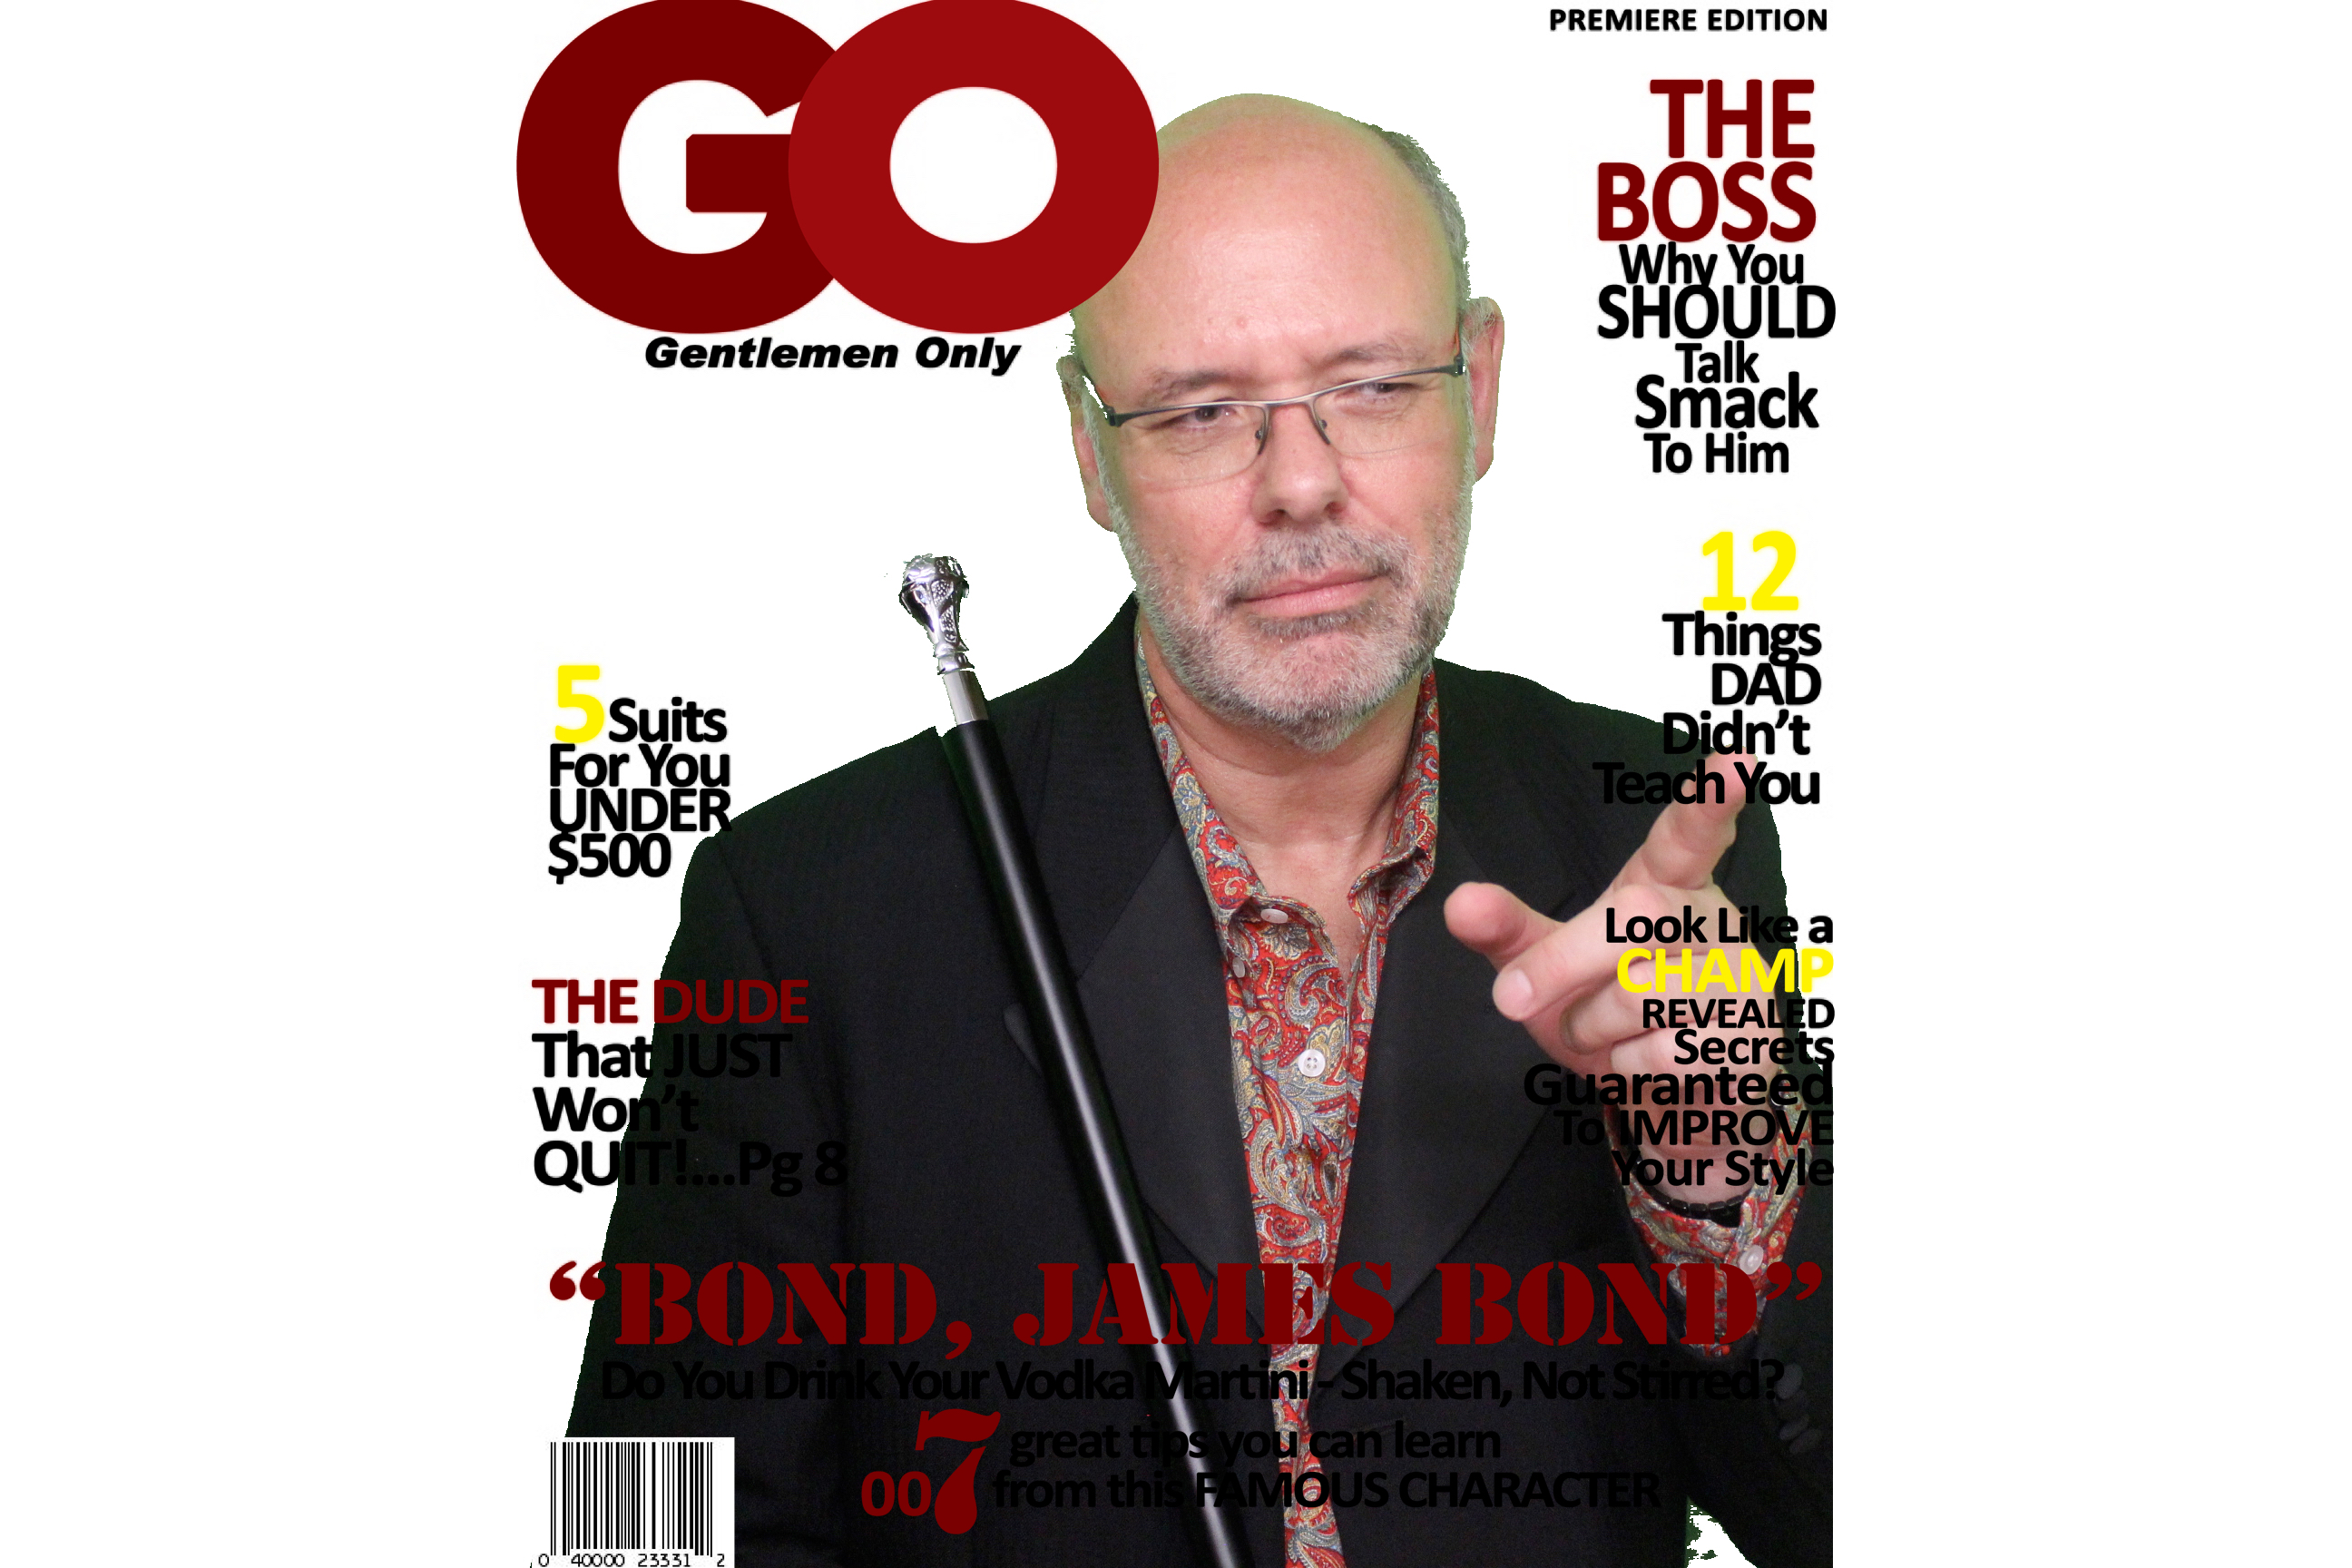 GO
Gentlemen Only
PREMIERE EDITION
THE
BOSS
Why You
SHOULD
Talk
Smack
To Him
12
Things
DAD
Didn't
Teach You
5 Suits
For You
UNDER
$500
Look Like a
CHAMP
REVEALED
Secrets
Guaranteed
To IMPROVE
Your Style
THE DUDE
That JUST
Won't
QUIT!....Pg 8
“BOND, JAMES BOND”
Do You Drink Your Vodka Martini - Shaken, Not Stirred?
007 great tips you can learn
from this FAMOUS CHARACTER
0 40000 23331 2